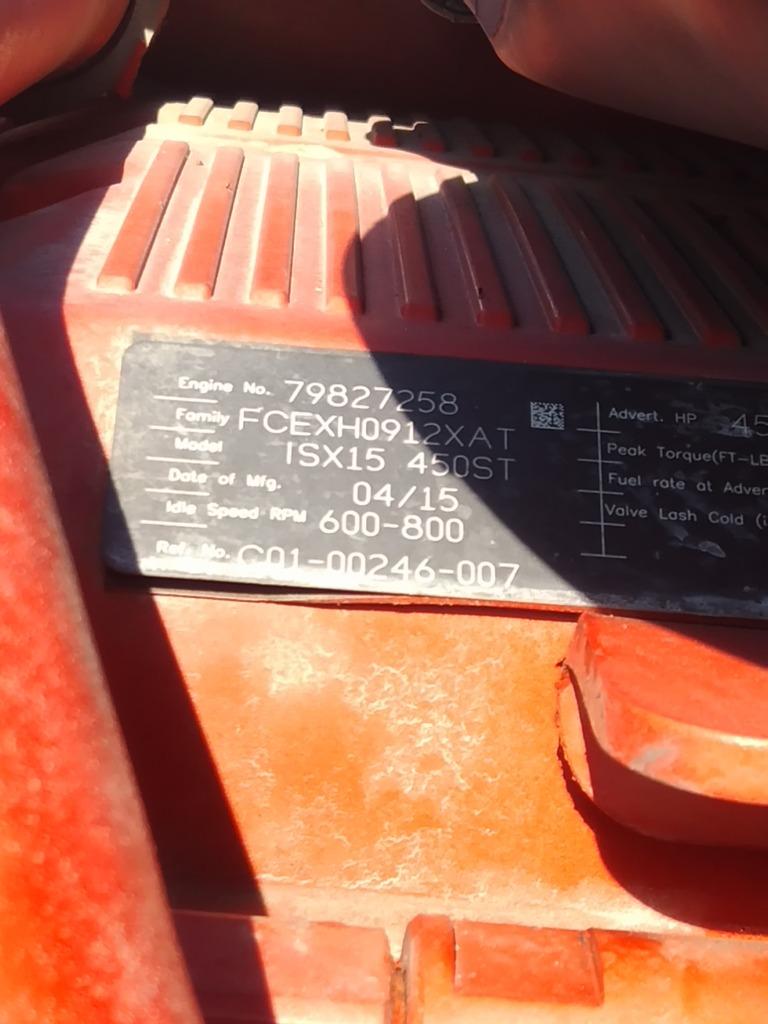 Engine No. 79827258
Family FCEXH0912XAT
Model ISX15 450ST
Date of Mfg. 04/15
Idle Speed RPM 600-800
Ref. No. C01-00246-007
Advert. HP 45
Peak Torque(FT-LB
Fuel rate at Adver
Valve Lash Cold (i